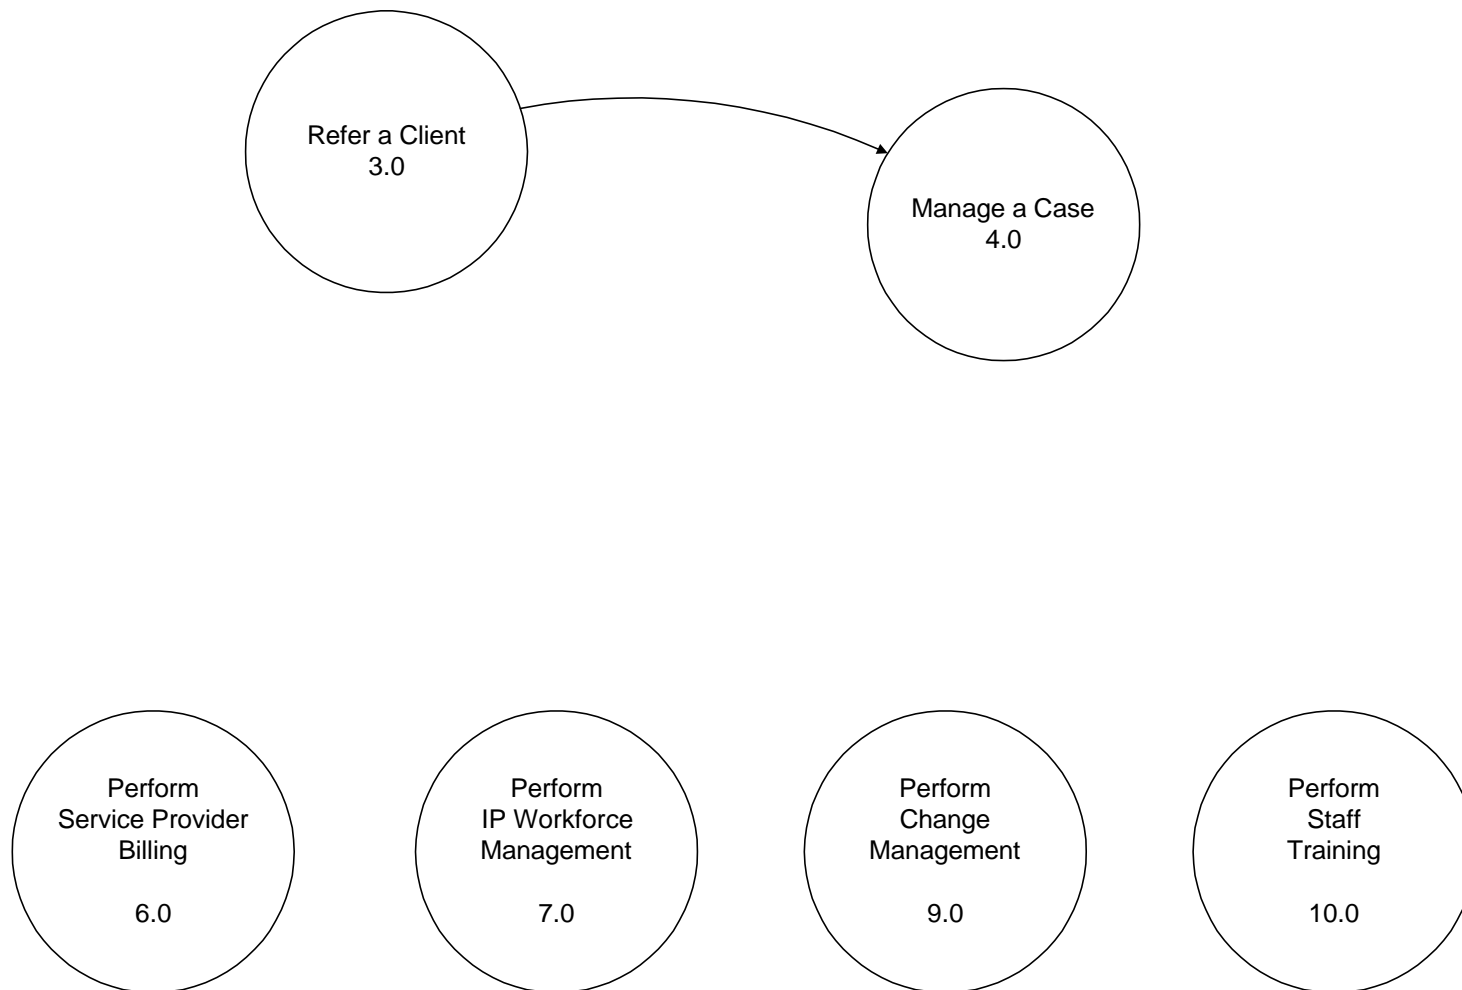 Refer a Client
3.0
Manage a Case
4.0
Perform
Service Provider
Billing
6.0
Perform
IP Workforce
Management
7.0
Perform
Change
Management
9.0
Perform
Staff
Training
10.0